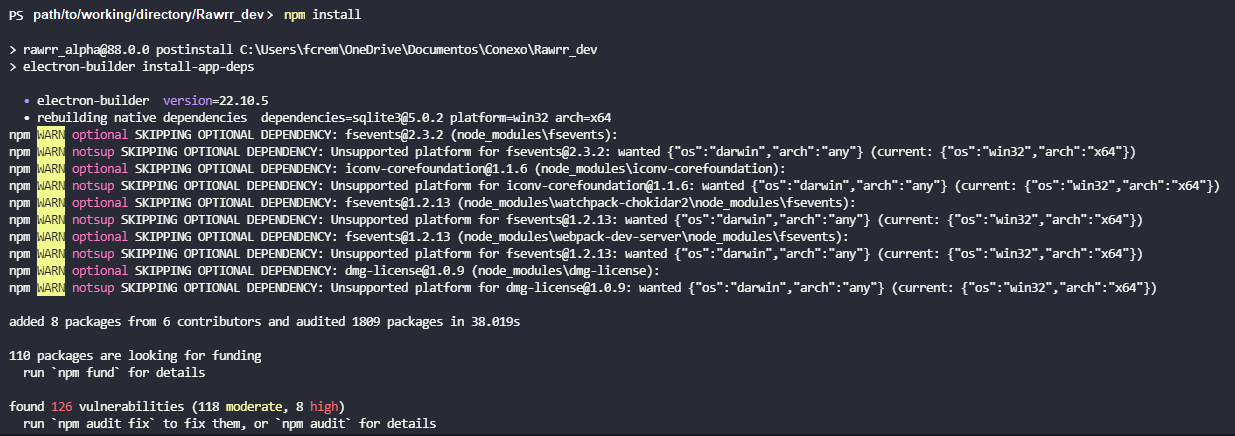 PS path/to/working/directory/Rawrr_dev> npm install
> rawrr_alpha@88.0.0 postinstall C:\Users\fcrem\OneDrive\Documentos\Conexo\Rawrr_dev
> electron-builder install-app-deps
• electron-builder version=22.10.5
• rebuilding native dependencies dependencies=sqlite3@5.0.2 platform=win32 arch=x64
npm WARN optional SKIPPING OPTIONAL DEPENDENCY: fsevents@2.3.2 (node_modules\fsevents):
npm WARN notsup SKIPPING OPTIONAL DEPENDENCY: Unsupported platform for fsevents@2.3.2: wanted {"os":"darwin","arch":"any"} (current: {"os":"win32","arch":"x64"})
npm WARN optional SKIPPING OPTIONAL DEPENDENCY: iconv-corefoundation@1.1.6 (node_modules\iconv-corefoundation):
npm WARN notsup SKIPPING OPTIONAL DEPENDENCY: Unsupported platform for iconv-corefoundation@1.1.6: wanted {"os":"darwin","arch":"any"} (current: {"os":"win32","arch":"x64"})
npm WARN optional SKIPPING OPTIONAL DEPENDENCY: fsevents@1.2.13 (node_modules\watchpack-chokidar2\node_modules\fsevents):
npm WARN notsup SKIPPING OPTIONAL DEPENDENCY: Unsupported platform for fsevents@1.2.13: wanted {"os":"darwin","arch":"any"} (current: {"os":"win32","arch":"x64"})
npm WARN optional SKIPPING OPTIONAL DEPENDENCY: fsevents@1.2.13 (node_modules\webpack-dev-server\node_modules\fsevents):
npm WARN notsup SKIPPING OPTIONAL DEPENDENCY: Unsupported platform for fsevents@1.2.13: wanted {"os":"darwin","arch":"any"} (current: {"os":"win32","arch":"x64"})
npm WARN optional SKIPPING OPTIONAL DEPENDENCY: dmg-license@1.0.9 (node_modules\dmg-license):
npm WARN notsup SKIPPING OPTIONAL DEPENDENCY: Unsupported platform for dmg-license@1.0.9: wanted {"os":"darwin","arch":"any"} (current: {"os":"win32","arch":"x64"})
added 8 packages from 6 contributors and audited 1809 packages in 38.019s
110 packages are looking for funding
run `npm fund` for details
found 126 vulnerabilities (118 moderate, 8 high)
run `npm audit fix` to fix them, or `npm audit` for details